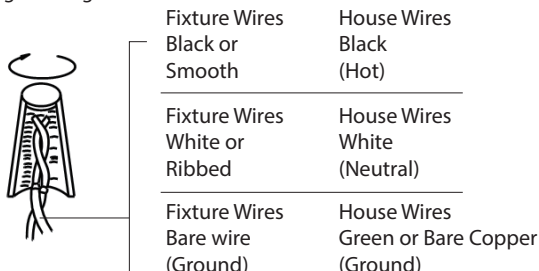 Fixture Wires House Wires
Black or Black
Smooth (Hot)
Fixture Wires House Wires
White or White
Ribbed (Neutral)
Fixture Wires House Wires
Bare wire Green or Bare Copper
(Ground) (Ground)